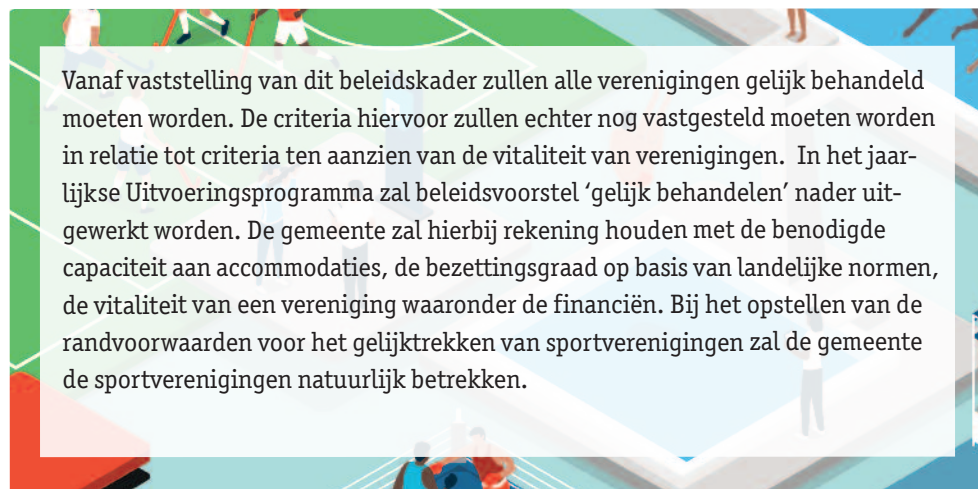 Vanaf vaststelling van dit beleidskader zullen alle verenigingen gelijk behandeld
moeten worden. De criteria hiervoor zullen echter nog vastgesteld moeten worden
in relatie tot criteria ten aanzien van de vitaliteit van verenigingen.  In het jaar-
lijkse Uitvoeringsprogramma zal beleidsvoorstel ‘gelijk behandelen’ nader uit-
gewerkt worden. De gemeente zal hierbij rekening houden met de benodigde
capaciteit aan accommodaties, de bezettingsgraad op basis van landelijke normen,
de vitaliteit van een vereniging waaronder de financiën. Bij het opstellen van de
randvoorwaarden voor het gelijktrekken van sportverenigingen zal de gemeente
de sportverenigingen natuurlijk betrekken.